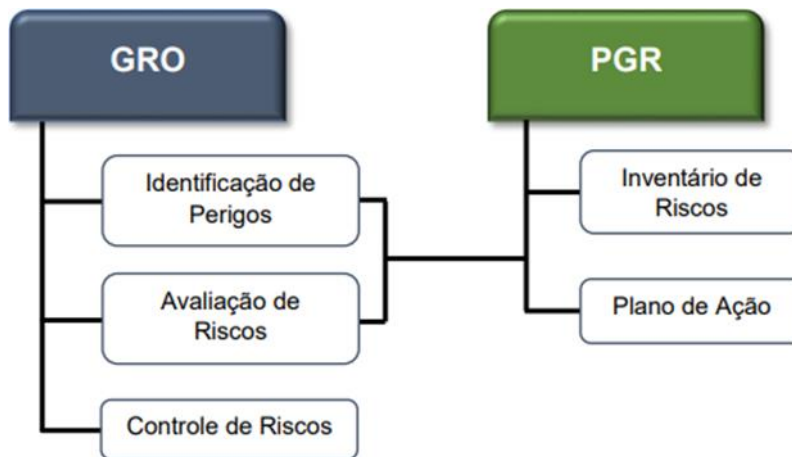 GRO
Identificação de
Perigos
Avaliação de
Riscos
Controle de Riscos
PGR
Inventário de
Riscos
Plano de Ação